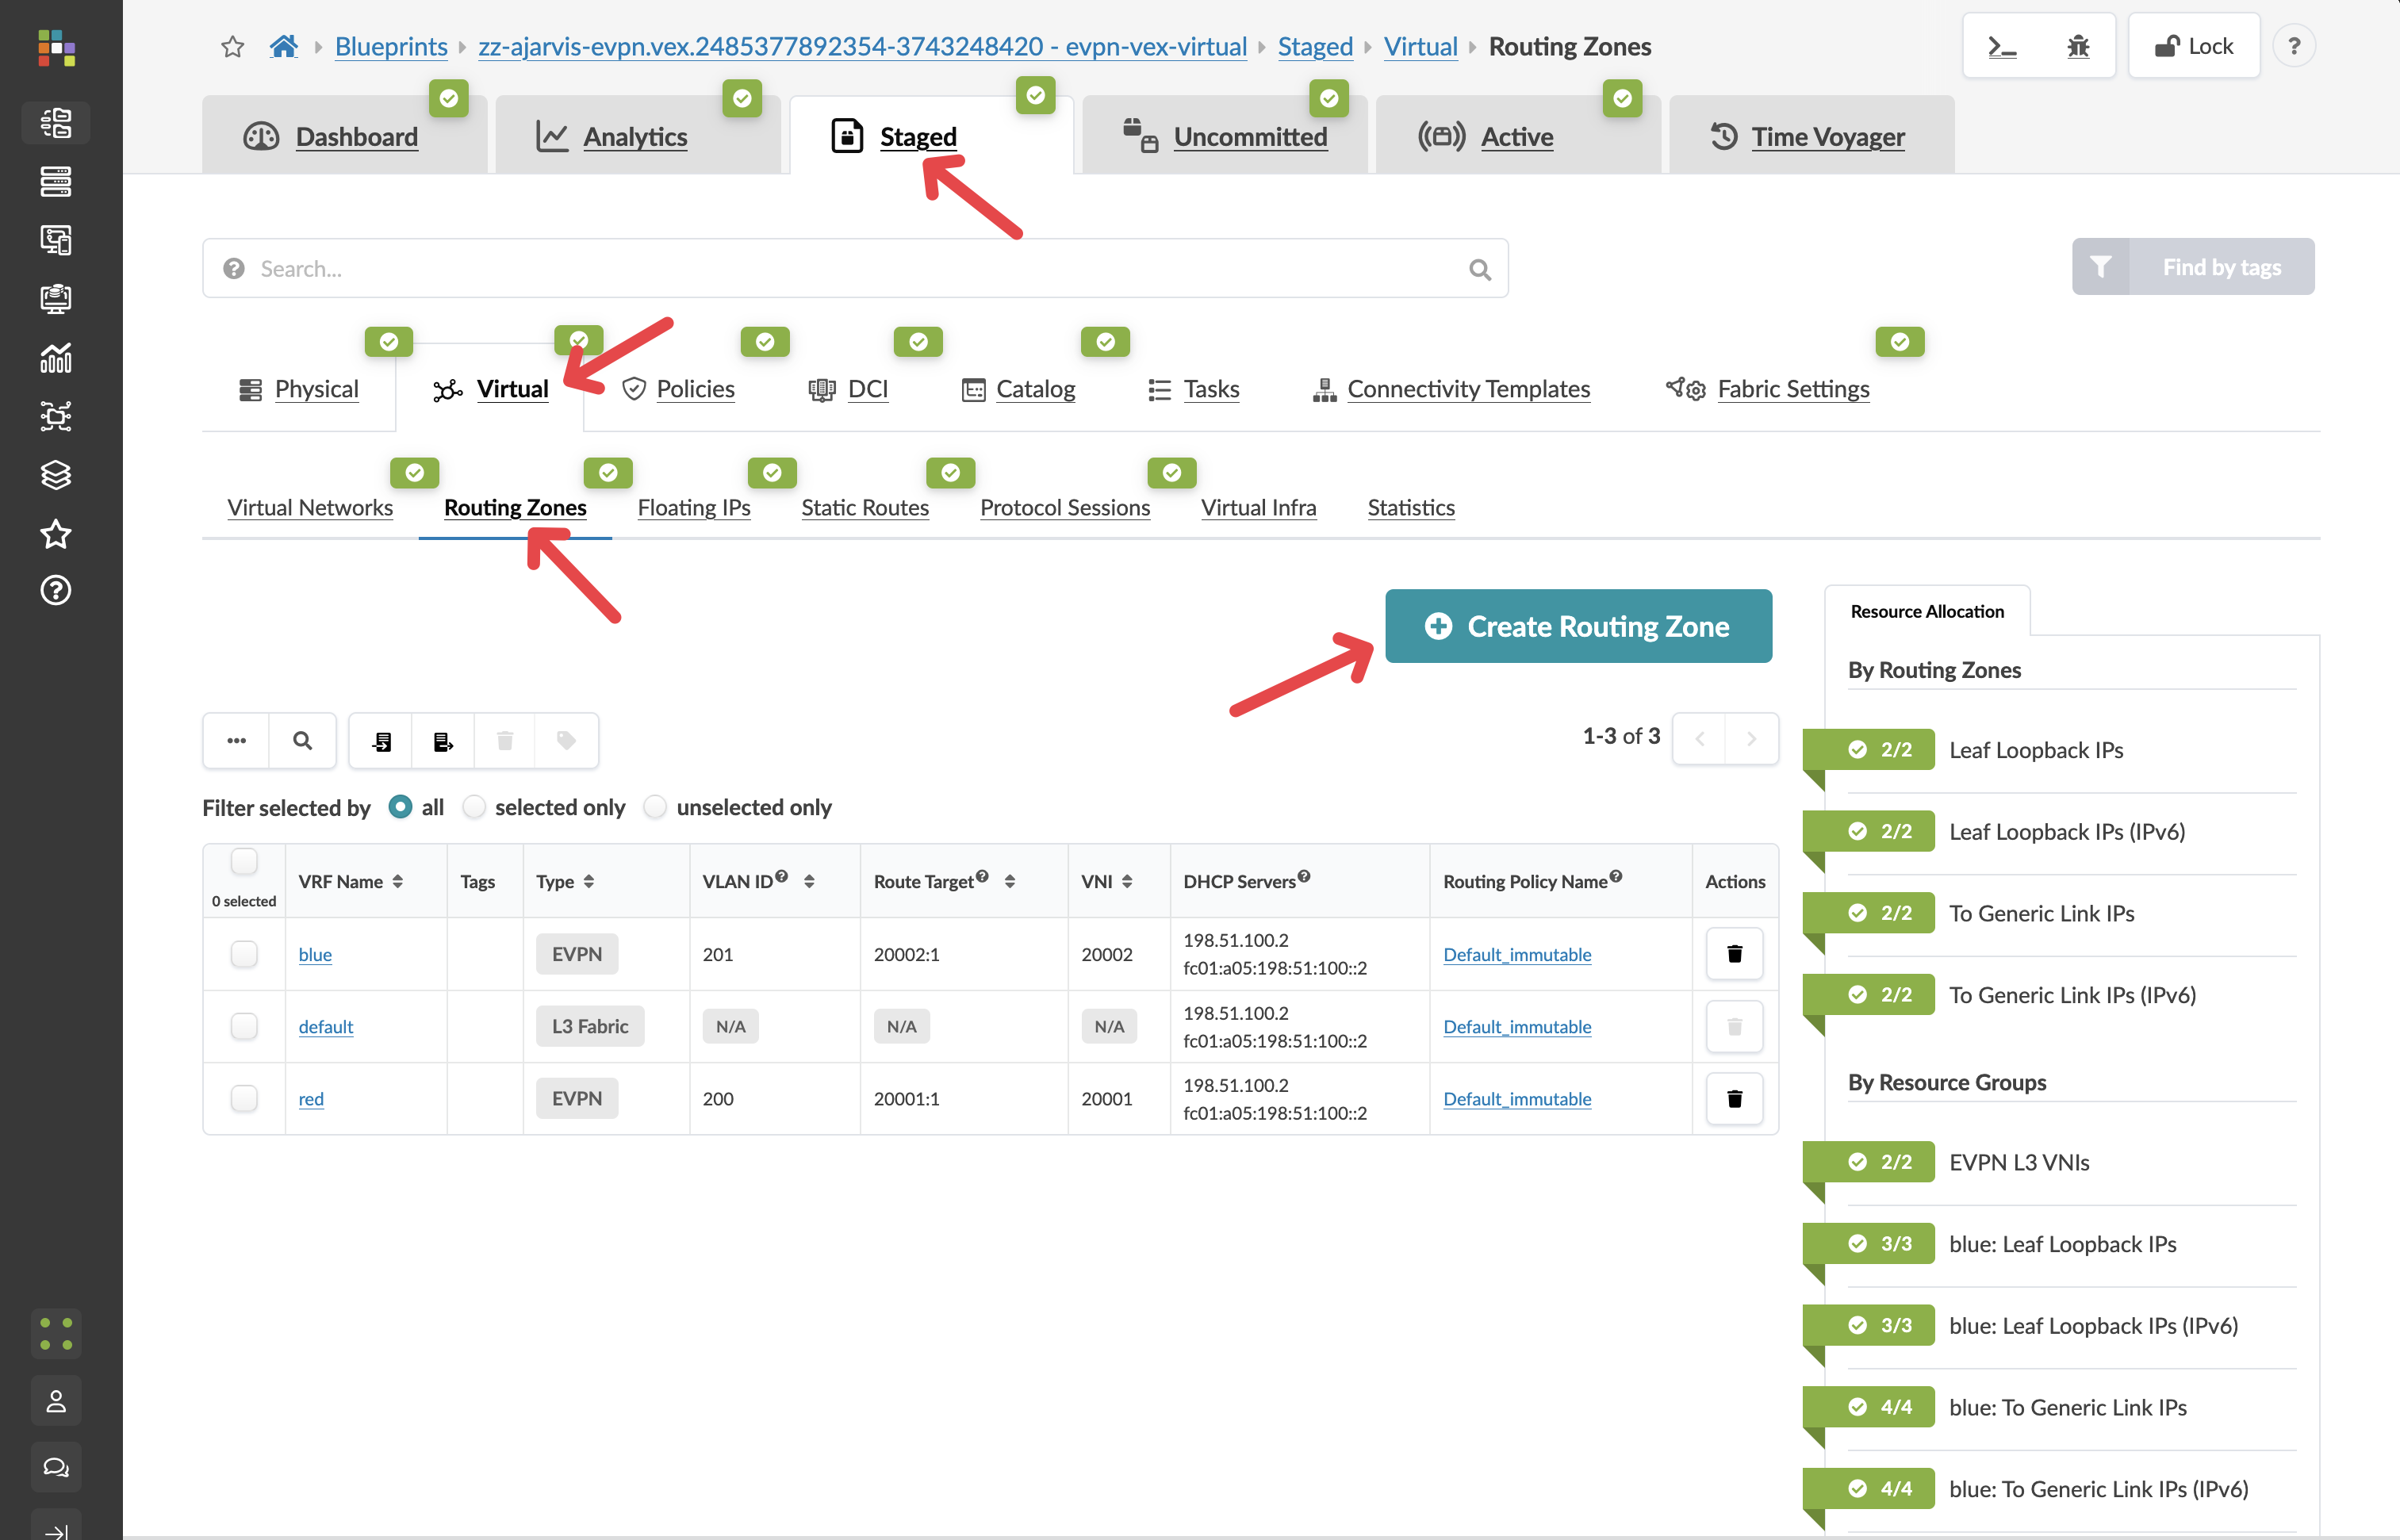 Blueprints zz-ajarvis-evpn.vex.2485377892354-3743248420 - evpn-vex-virtual Staged Virtual Routing Zones
Lock
?
Dashboard
Analytics
Staged
Uncommitted
Active
Time Voyager
Search...
Find by tags
Physical
Virtual
Policies
DCI
Catalog
Tasks
Connectivity Templates
Fabric Settings
Virtual Networks
Routing Zones
Floating IPs
Static Routes
Protocol Sessions
Virtual Infra
Statistics
Create Routing Zone
1-3 of 3
Filter selected by all selected only unselected only
0 selected
VRF Name Tags Type VLAN ID Route Target VNI DHCP Servers Routing Policy Name Actions
blue EVPN 201 20002:1 20002 198.51.100.2 Default_immutable
fc01:a05:198:51:100::2
default L3 Fabric N/A N/A N/A 198.51.100.2 Default_immutable
fc01:a05:198:51:100::2
red EVPN 200 20001:1 20001 198.51.100.2 Default_immutable
fc01:a05:198:51:100::2
Resource Allocation
By Routing Zones
2/2 Leaf Loopback IPs
2/2 Leaf Loopback IPs (IPv6)
2/2 To Generic Link IPs
2/2 To Generic Link IPs (IPv6)
By Resource Groups
2/2 EVPN L3 VNIs
3/3 blue: Leaf Loopback IPs
3/3 blue: Leaf Loopback IPs (IPv6)
4/4 blue: To Generic Link IPs
4/4 blue: To Generic Link IPs (IPv6)